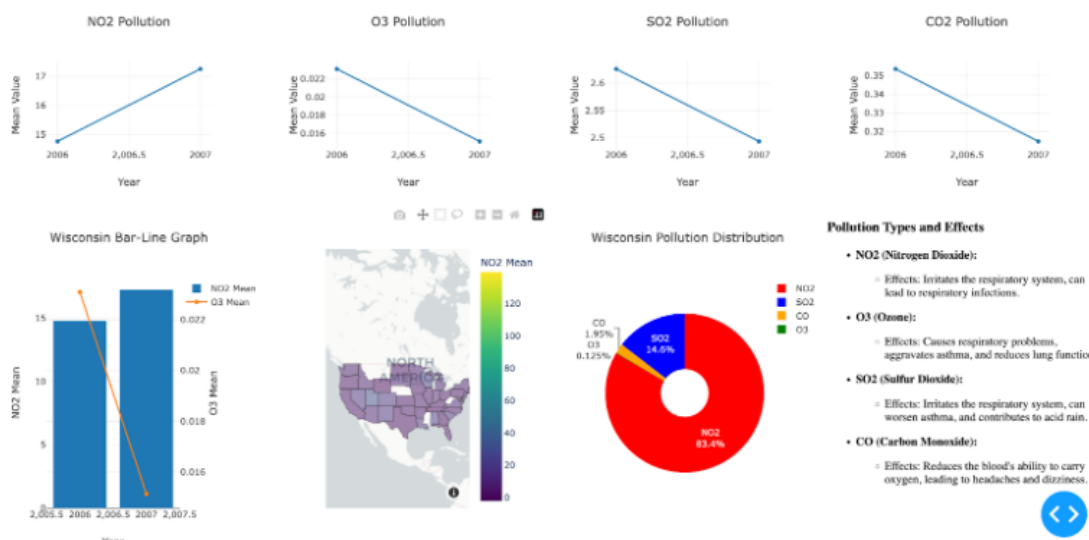 NO2 Pollution
Mean Value
17
16
15
2006
2,006.5
2007
Year
O3 Pollution
Mean Value
0.022
0.02
0.018
0.016
2006
2,006.5
2007
Year
SO2 Pollution
Mean Value
2.6
2.55
2.5
2006
2,006.5
2007
Year
CO2 Pollution
Mean Value
0.35
0.34
0.33
0.32
2006
2,006.5
2007
Year
Wisconsin Bar-Line Graph
NO2 Mean
O3 Mean
NO2 Mean
15
10
5
0
O3 Mean
0.022
0.02
0.018
0.016
2,005.5
2006
2,006.5
2007
2,007.5
NORTH
AMERICA
NO2 Mean
120
100
80
60
40
20
0
Wisconsin Pollution Distribution
NO2
SO2
CO
O3
CO
1.95%
O3
0.125%
SO2
14.6%
NO2
83.4%
Pollution Types and Effects
• NO2 (Nitrogen Dioxide):
◦ Effects: Irritates the respiratory system, can
lead to respiratory infections.
• O3 (Ozone):
◦ Effects: Causes respiratory problems,
aggravates asthma, and reduces lung functio
• SO2 (Sulfur Dioxide):
◦ Effects: Irritates the respiratory system, can
worsen asthma, and contributes to acid rain.
• CO (Carbon Monoxide):
◦ Effects: Reduces the blood's ability to carry
oxygen, leading to headaches and dizziness.